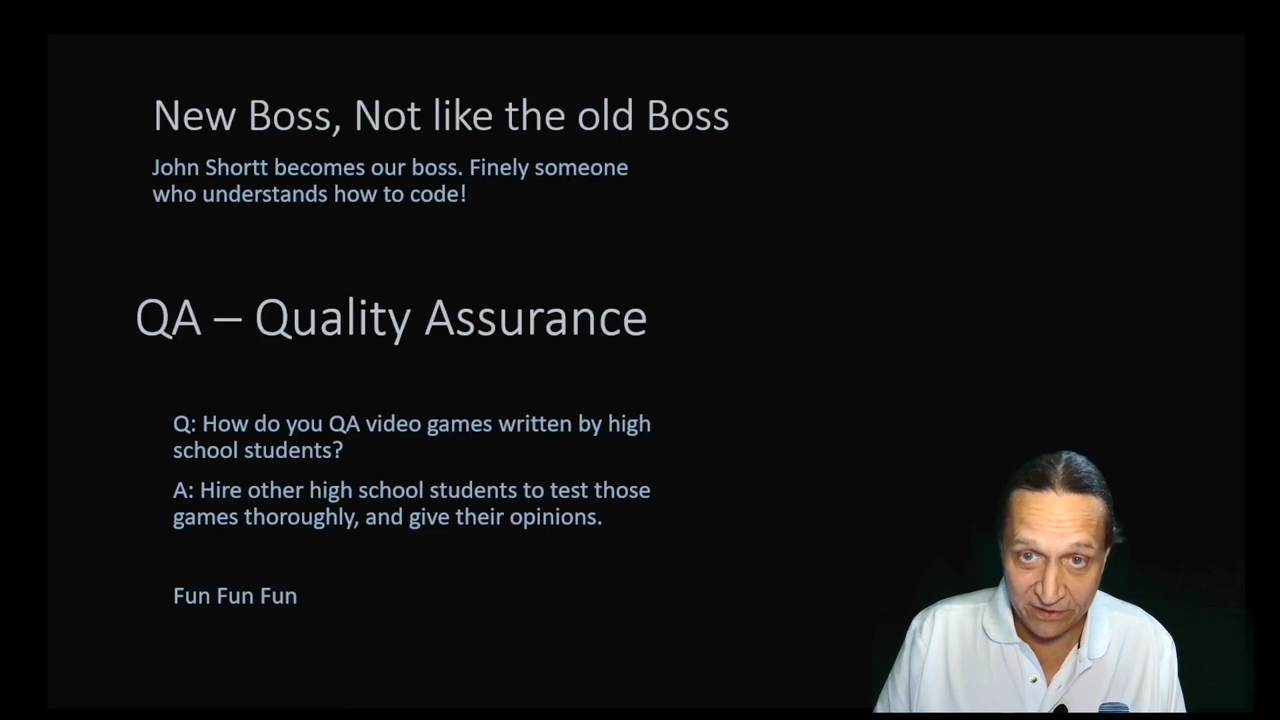 New Boss, Not like the old Boss
John Shortt becomes our boss. Finely someone
who understands how to code!
QA – Quality Assurance
Q: How do you QA video games written by high
school students?
A: Hire other high school students to test those
games thoroughly, and give their opinions.
Fun Fun Fun